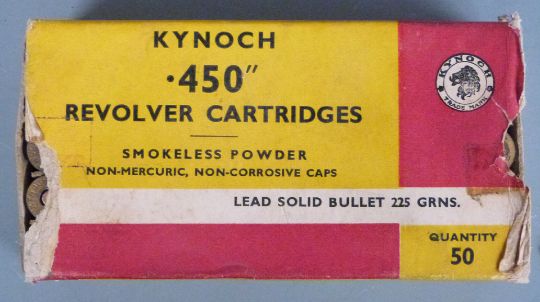 KYNOCH
·450"
REVOLVER CARTRIDGES
SMOKELESS POWDER
NON-MERCURIC, NON-CORROSIVE CAPS
LEAD SOLID BULLET 225 GRNS.
QUANTITY
50
KYNOCH
TRADE MARK